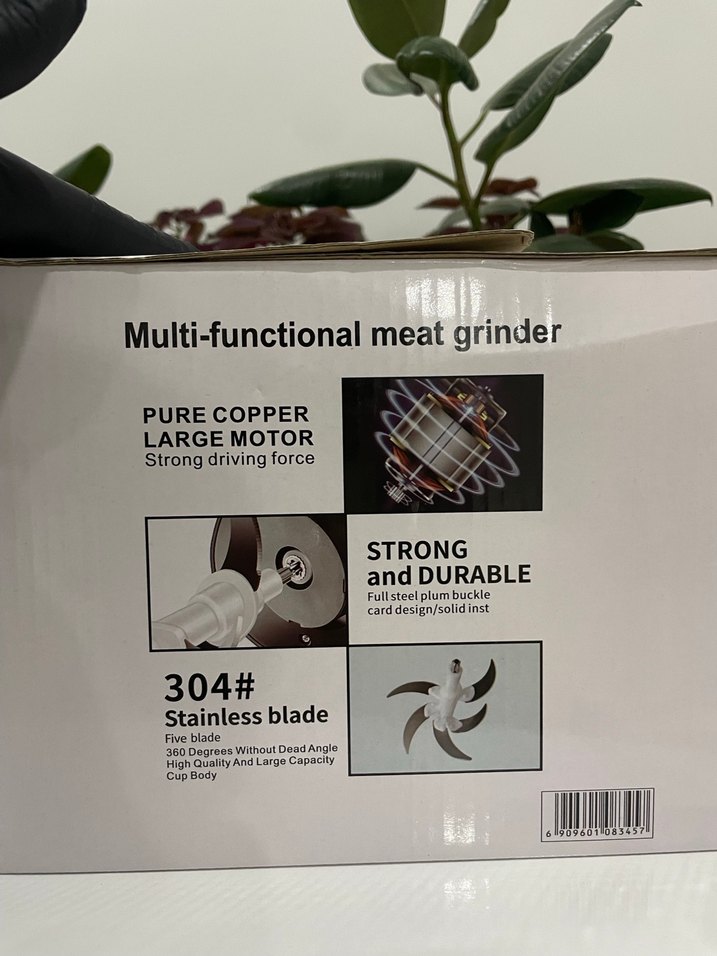 Multi-functional meat grinder
PURE COPPER
LARGE MOTOR
Strong driving force
STRONG
and DURABLE
Full steel plum buckle
card design/solid inst
304#
Stainless blade
Five blade
360 Degrees Without Dead Angle
High Quality And Large Capacity
Cup Body
6 909601 083457